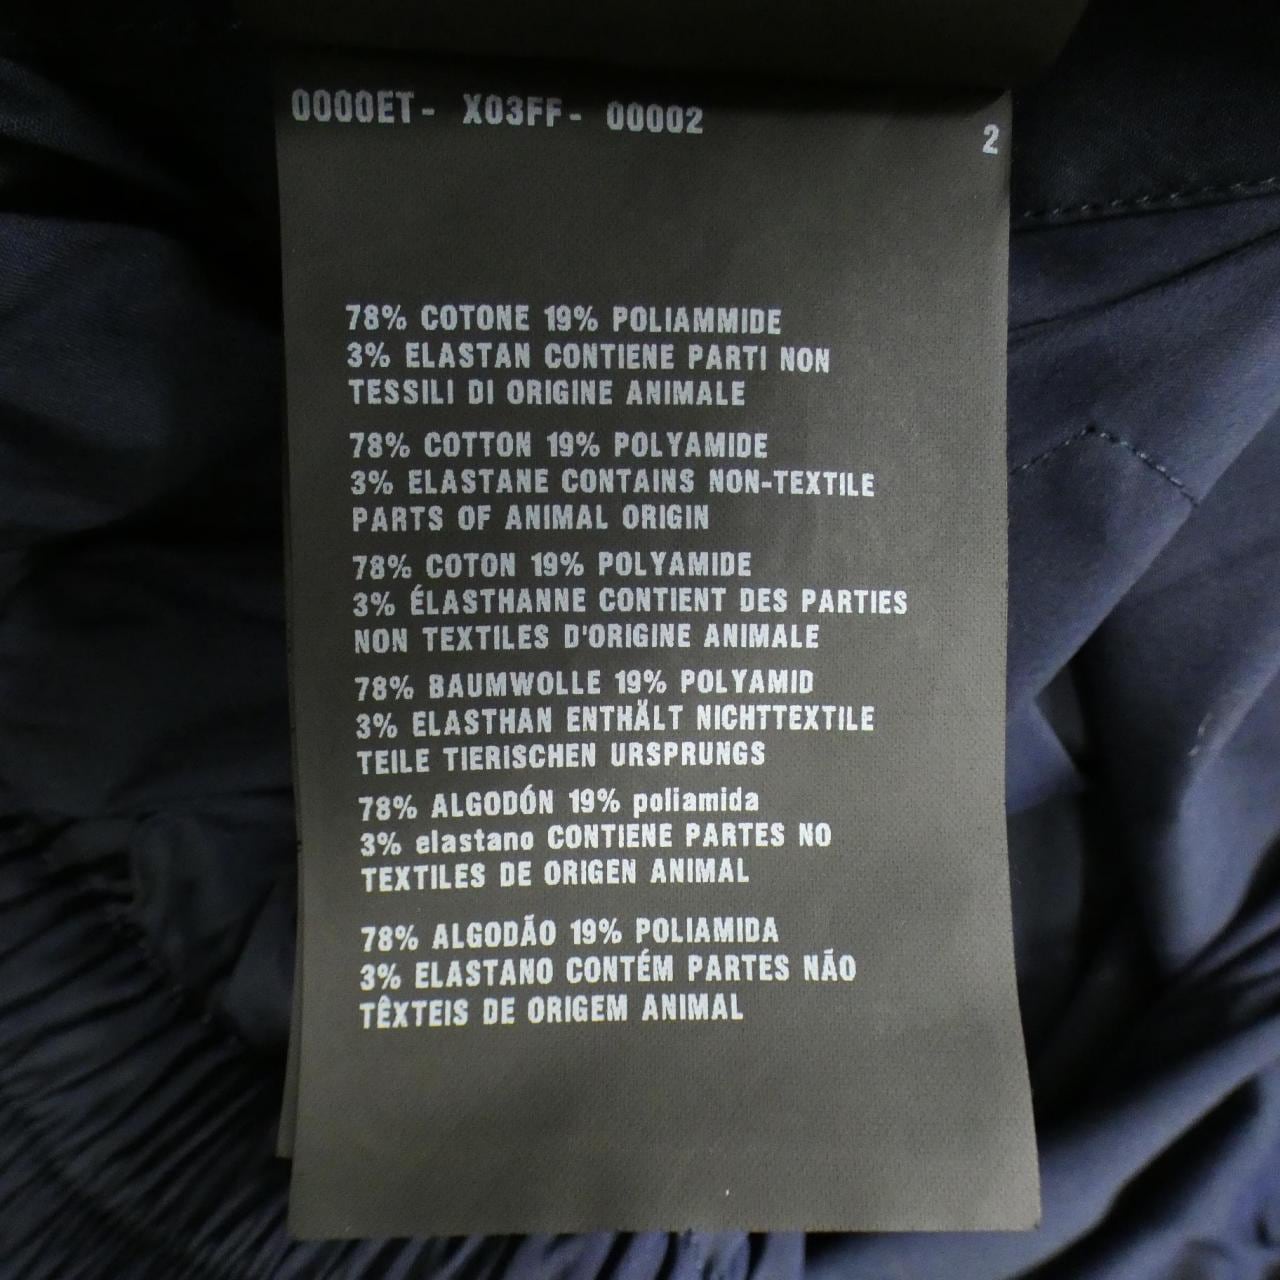 0000ET- X03FF- 00002
2
78% COTONE 19% POLIAMMIDE
3% ELASTAN CONTIENE PARTI NON
TESSILI DI ORIGINE ANIMALE
78% COTTON 19% POLYAMIDE
3% ELASTANE CONTAINS NON-TEXTILE
PARTS OF ANIMAL ORIGIN
78% COTON 19% POLYAMIDE
3% ÉLASTHANNE CONTIENT DES PARTIES
NON TEXTILES D'ORIGINE ANIMALE
78% BAUMWOLLE 19% POLYAMID
3% ELASTHAN ENTHÄLT NICHTTEXTILE
TEILE TIERISCHEN URSPRUNGS
78% ALGODÓN 19% poliamida
3% elastano CONTIENE PARTES NO
TEXTILES DE ORIGEN ANIMAL
78% ALGODÃO 19% POLIAMIDA
3% ELASTANO CONTÉM PARTES NÃO
TÊXTEIS DE ORIGEM ANIMAL